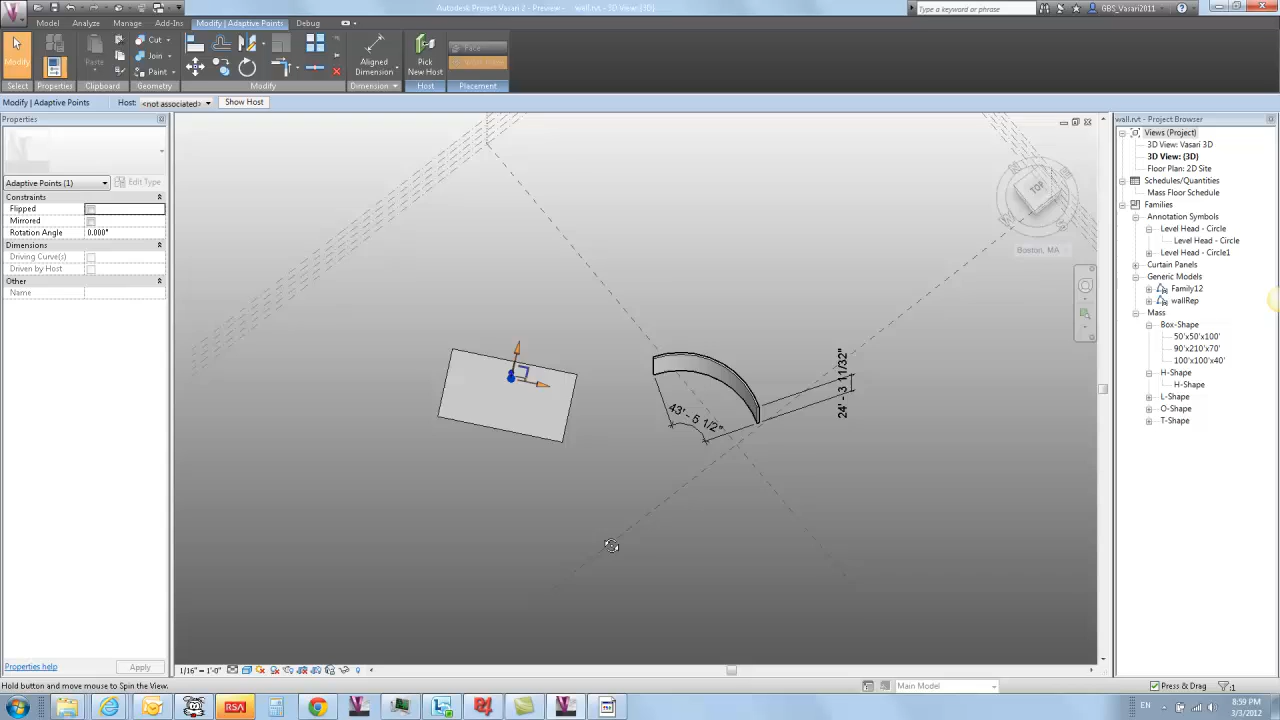 Autodesk Project Vasari 2 - Preview - wall.rvt - 3D View: (3D)
Type a keyword or phrase
GBS_Vasari2011
Model Analyze Manage Add-Ins Modify | Adaptive Points Debug
Modify
Paste
Cut
Join
Paint
Aligned
Dimension
Pick
New Host
Face
Select Properties Clipboard Geometry Modify Dimension Host Placement
Modify | Adaptive Points Host: <not associated> Show Host
Properties
Adaptive Points (1) Edit Type
Constraints
Flipped
Mirrored
Rotation Angle 0.000°
Dimensions
Driving Curve(s)
Driven by Host
Other
Name
Properties help Apply
TOP
Boston, MA
43' - 5 1/2"
24' - 3 11/32"
wall.rvt - Project Browser
Views (Project)
3D View: Vasari 3D
3D View: (3D)
Floor Plan: 2D Site
Schedules/Quantities
Mass Floor Schedule
Families
Annotation Symbols
Level Head - Circle
Level Head - Circle
Level Head - Circle1
Curtain Panels
Generic Models
Family12
wallRep
Mass
Box-Shape
50'x50'x100'
90'x210'x70'
100'x100'x40'
H-Shape
H-Shape
L-Shape
O-Shape
T-Shape
1/16" = 1'-0"
Hold button and move mouse to Spin the View.
Main Model
Press & Drag :1
RSA
EN
8:59 PM
3/3/2012